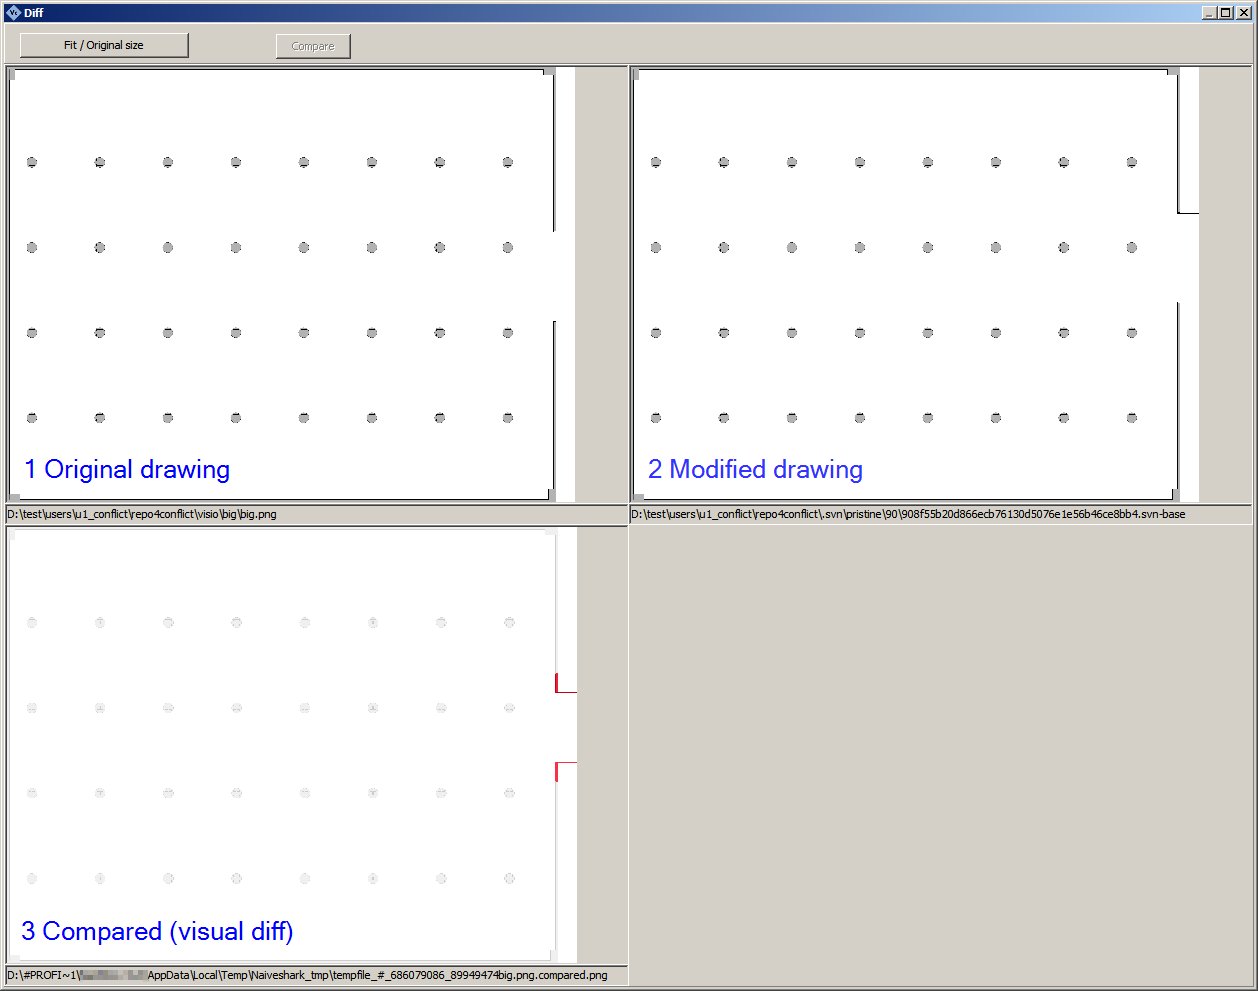 Diff
Fit / Original size
Compare
1 Original drawing
2 Modified drawing
D:\test\users\u1_conflict\repo4conflict\visio\big\big.png
D:\test\users\u1_conflict\repo4conflict\.svn\pristine\90\908f55b20d866ecb76130d5076e1e56b46ce8bb4.svn-base
3 Compared (visual diff)
D:\#PROFI~1\ AppData\Local\Temp\Naiveshark_tmp\tempfile_#_686079086_89949474big.png.compared.png